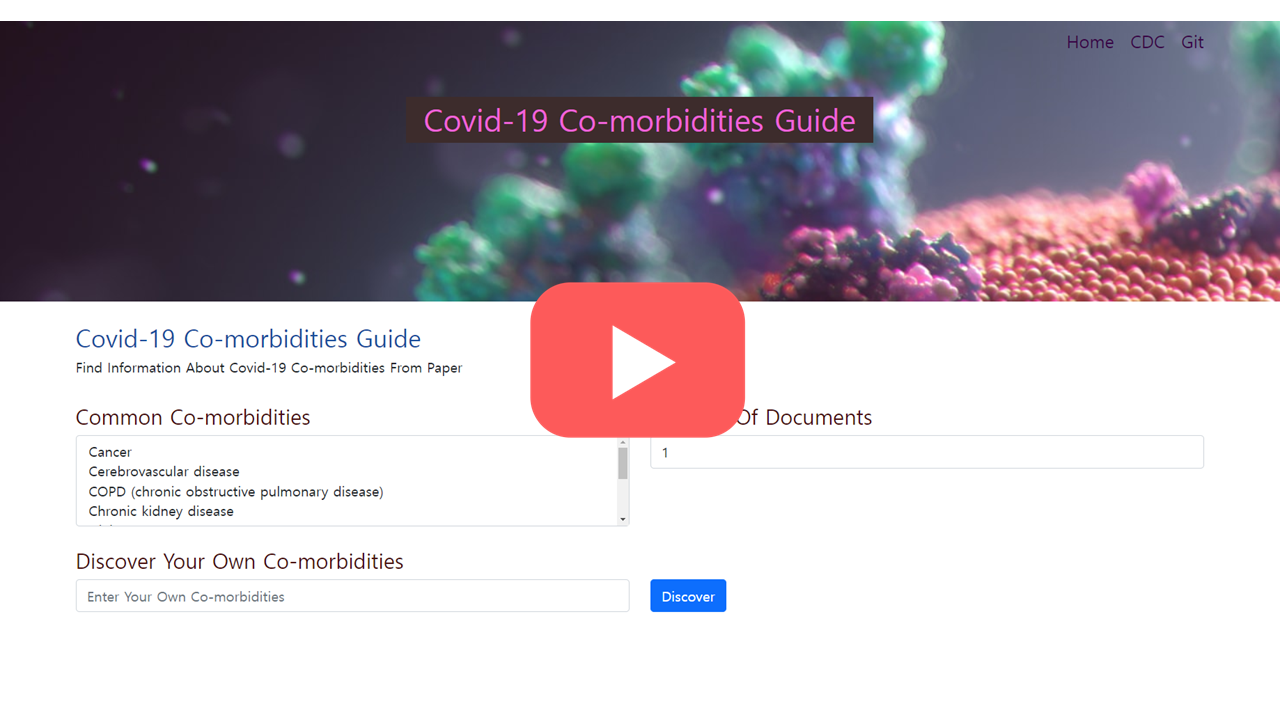 Home CDC Git
Covid-19 Co-morbidities Guide
Covid-19 Co-morbidities Guide
Find Information About Covid-19 Co-morbidities From Paper
Common Co-morbidities
Of Documents
Cancer
1
Cerebrovascular disease
COPD (chronic obstructive pulmonary disease)
Chronic kidney disease
Discover Your Own Co-morbidities
Enter Your Own Co-morbidities
Discover